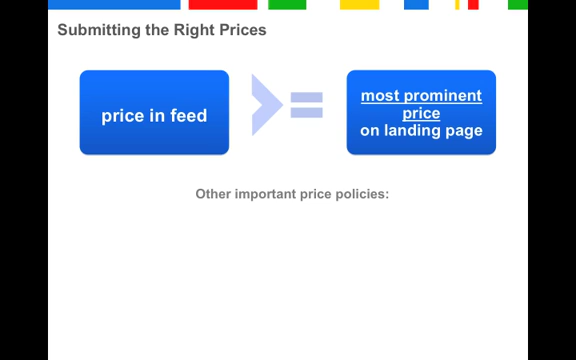 Submitting the Right Prices
price in feed
> =
most prominent
price
on landing page
Other important price policies: